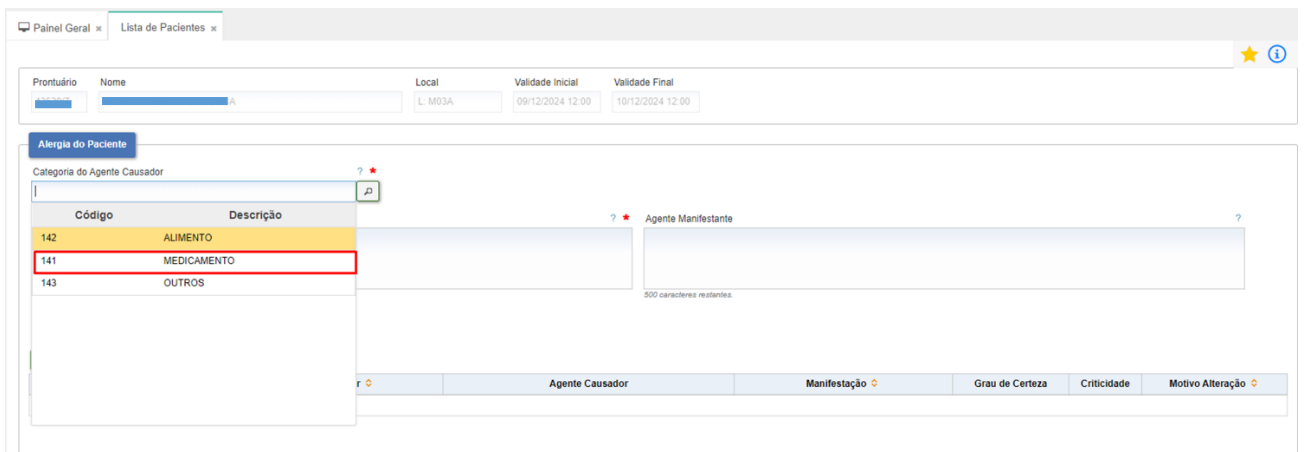 Painel Geral × Lista de Pacientes ×
Prontuário Nome Local Validade Inicial Validade Final
A L: M03A 09/12/2024 12:00 10/12/2024 12:00
Alergia do Paciente
Categoria do Agente Causador ? *
Código Descrição
142 ALIMENTO
141 MEDICAMENTO
143 OUTROS
? * Agente Manifestante ?
500 caracteres restantes.
r Agente Causador Manifestação Grau de Certeza Criticidade Motivo Alteração